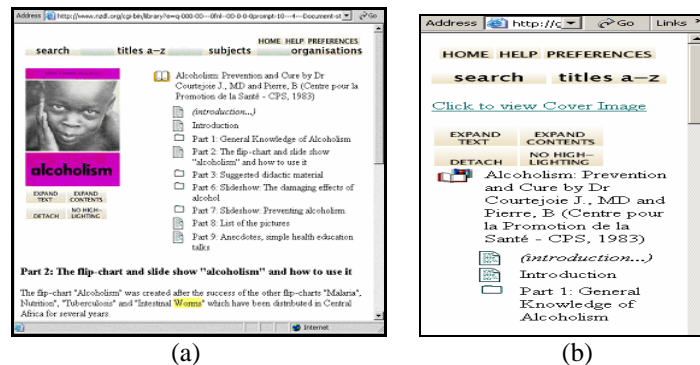 Address http://www.nzdl.org/cgi-bin/library?e=q-000-00---0fnl--00-0-0-0prompt-10---4---Document-st Go
HOME HELP PREFERENCES
search titles a-z subjects organisations
alcoholism
EXPAND TEXT EXPAND CONTENTS
DETACH NO HIGH-LIGHTING
Alcoholism: Prevention and Cure by Dr
Courtejoie J., MD and Pierre, B (Centre pour la
Promotion de la Santé - CPS, 1983)
(introduction...)
Introduction
Part 1: General Knowledge of Alcoholism
Part 2: The flip-chart and slide show
"alcoholism" and how to use it
Part 3: Suggested didactic material
Part 6: Slideshow: The damaging effects of
alcohol
Part 7: Slideshow: Preventing alcoholism
Part 8: List of the pictures
Part 9: Anecdotes, simple health education
talks
Part 2: The flip-chart and slide show "alcoholism" and how to use it
The flip-chart "Alcoholism" was created after the success of the other flip-charts "Malaria",
Nutrition", "Tuberculous" and "Intestinal Worms" which have been distributed in Central
Africa for several years.
Internet
(a)
Address http://c Go Links »
HOME HELP PREFERENCES
search titles a-z
Click to view Cover Image
EXPAND TEXT EXPAND CONTENTS
DETACH NO HIGH-LIGHTING
Alcoholism: Prevention
and Cure by Dr
Courtejoie J., MD and
Pierre, B (Centre pour
la Promotion de la
Santé - CPS, 1983)
(introduction...)
Introduction
Part 1: General
Knowledge of
Alcoholism
(b)